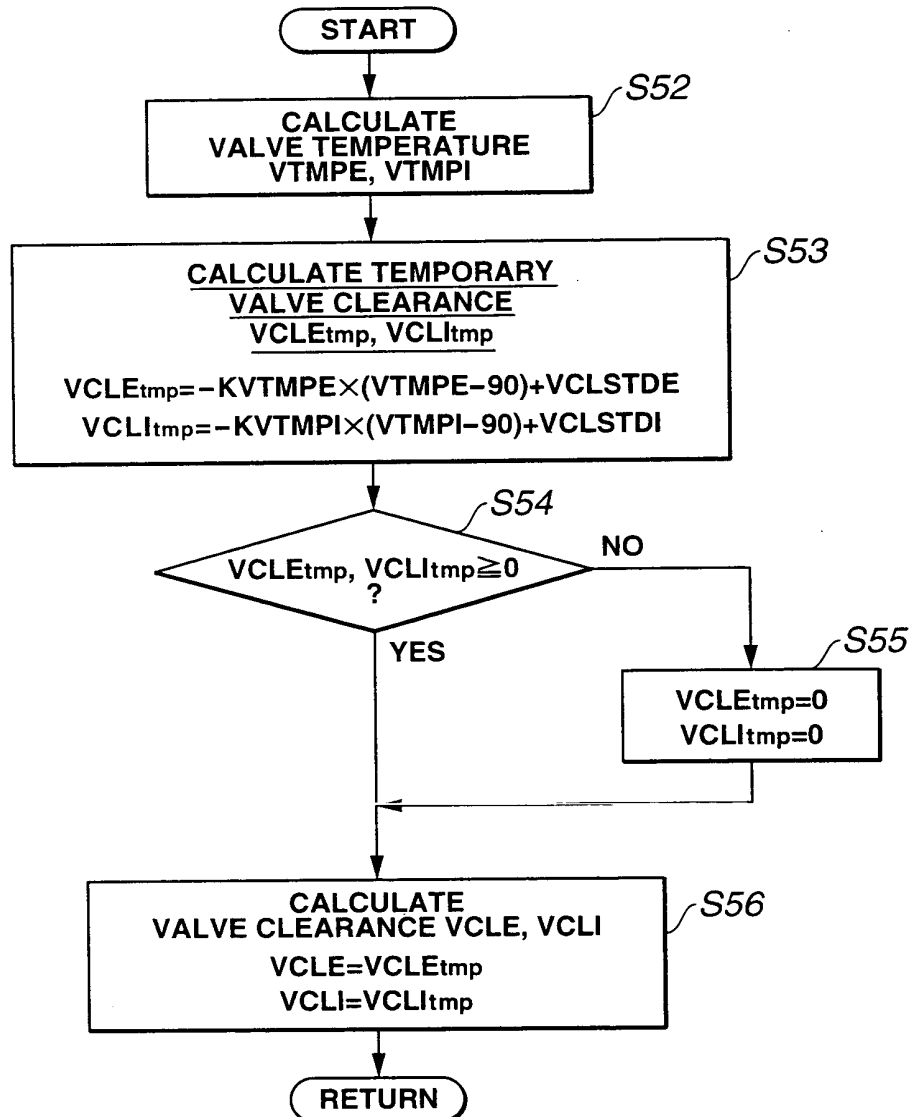 START
S52
CALCULATE
VALVE TEMPERATURE
VTMPE, VTMPI
S53
CALCULATE TEMPORARY
VALVE CLEARANCE
VCLEtmp, VCLItmp
VCLEtmp=−KVTMPE×(VTMPE−90)+VCLSTDE
VCLItmp=−KVTMPI×(VTMPI−90)+VCLSTDI
S54
VCLEtmp, VCLItmp≧0
?
NO
YES
S55
VCLEtmp=0
VCLItmp=0
S56
CALCULATE
VALVE CLEARANCE VCLE, VCLI
VCLE=VCLEtmp
VCLI=VCLItmp
RETURN